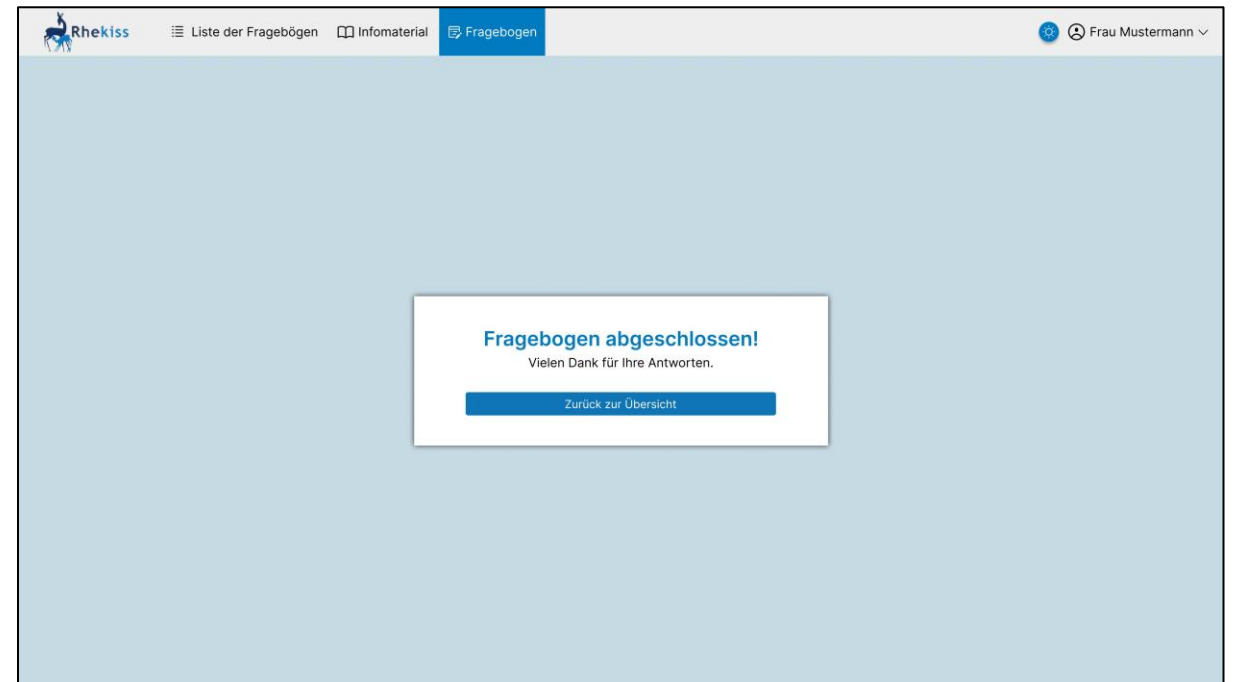 Rhekiss
Liste der Fragebögen
Infomaterial
Fragebogen
Frau Mustermann
Fragebogen abgeschlossen!
Vielen Dank für Ihre Antworten.
Zurück zur Übersicht